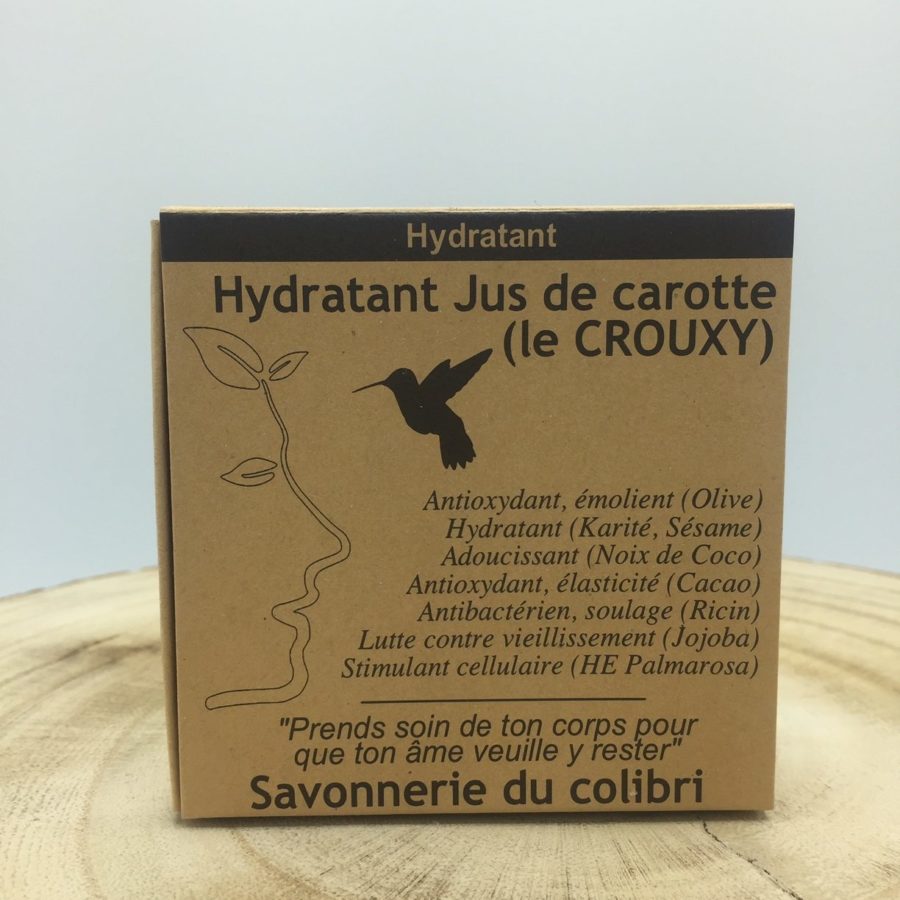 Hydratant
Hydratant Jus de carotte
(le CROUXY)
Antioxydant, émolient (Olive)
Hydratant (Karité, Sésame)
Adoucissant (Noix de Coco)
Antioxydant, élasticité (Cacao)
Antibactérien, soulage (Ricin)
Lutte contre vieillissement (Jojoba)
Stimulant cellulaire (HE Palmarosa)
"Prends soin de ton corps pour
que ton âme veuille y rester"
Savonnerie du colibri